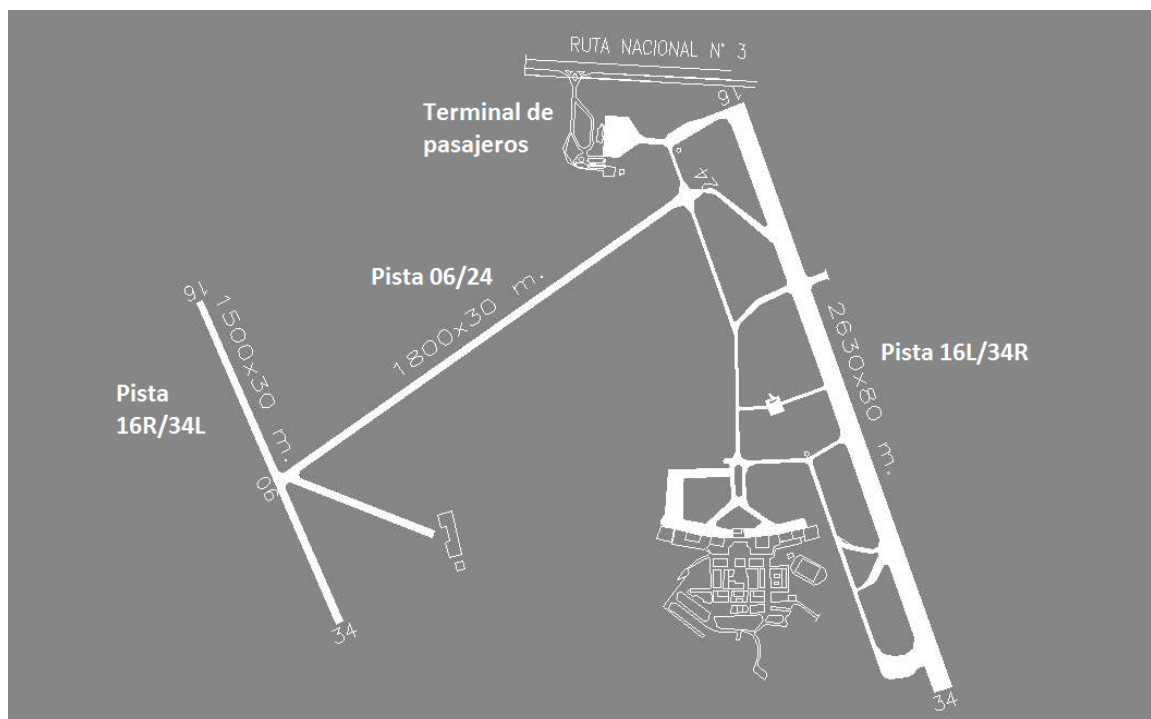 RUTA NACIONAL N° 3
16
Terminal de
pasajeros
24
Pista 06/24
1800x30 m.
16
1500x30 m.
2630x80 m.
Pista 16L/34R
Pista
16R/34L
06
34
34